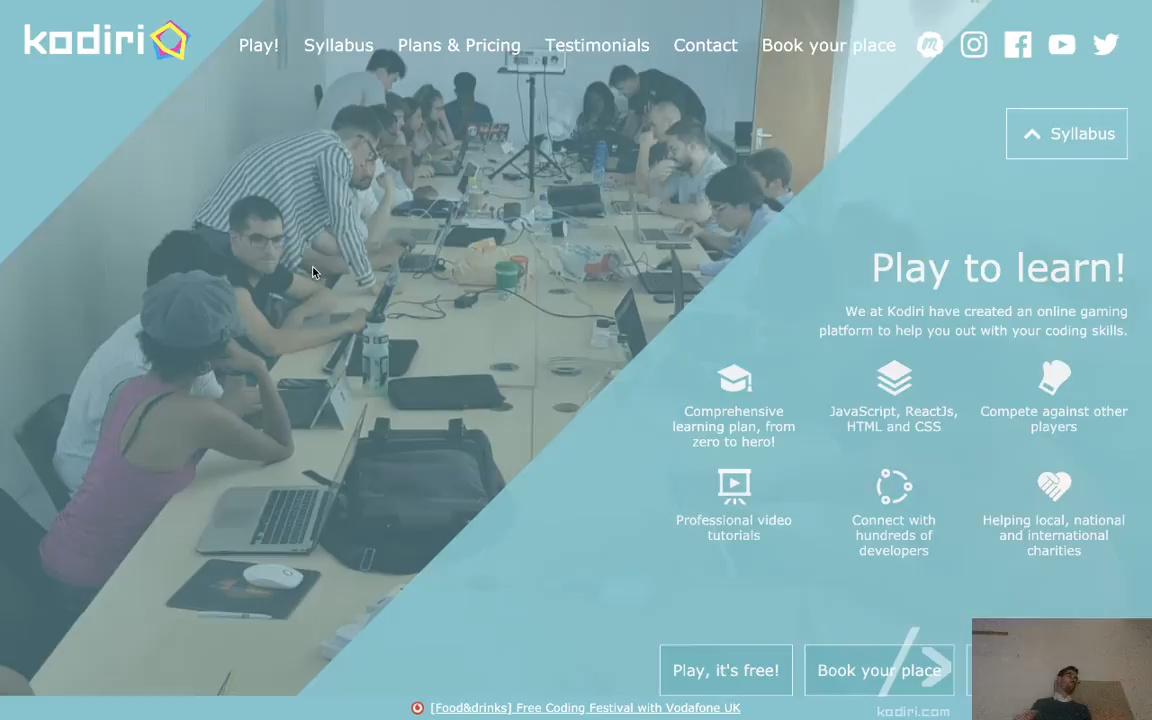 kodiri
Play!
Syllabus
Plans & Pricing
Testimonials
Contact
Book your place
Syllabus
Play to learn!
We at Kodiri have created an online gaming
platform to help you out with your coding skills.
Comprehensive
learning plan, from
zero to hero!
JavaScript, ReactJs,
HTML and CSS
Compete against other
players
Professional video
tutorials
Connect with
hundreds of
developers
Helping local, national
and international
charities
Play, it's free!
Book your place
[Food&drinks] Free Coding Festival with Vodafone UK
kodiri.com